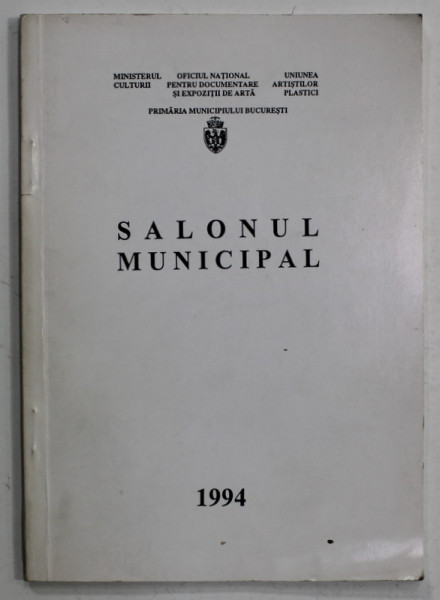 MINISTERUL OFICIUL NAȚIONAL UNIUNEA
CULTURII PENTRU DOCUMENTARE ARTIȘTILOR
ȘI EXPOZIȚII DE ARTĂ PLASTICI
PRIMĂRIA MUNICIPIULUI BUCUREȘTI
SALONUL
MUNICIPAL
1994